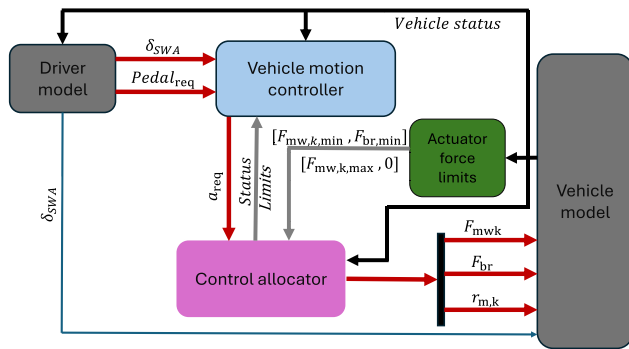 Vehicle status
Driver
model
δSWA
Pedalreq
Vehicle motion
controller
[Fmw,k,min , Fbr,min]
[Fmw,k,max , 0]
Actuator
force
limits
Vehicle
model
δSWA
areq
Status
Limits
Control allocator
Fmwk
Fbr
rm,k